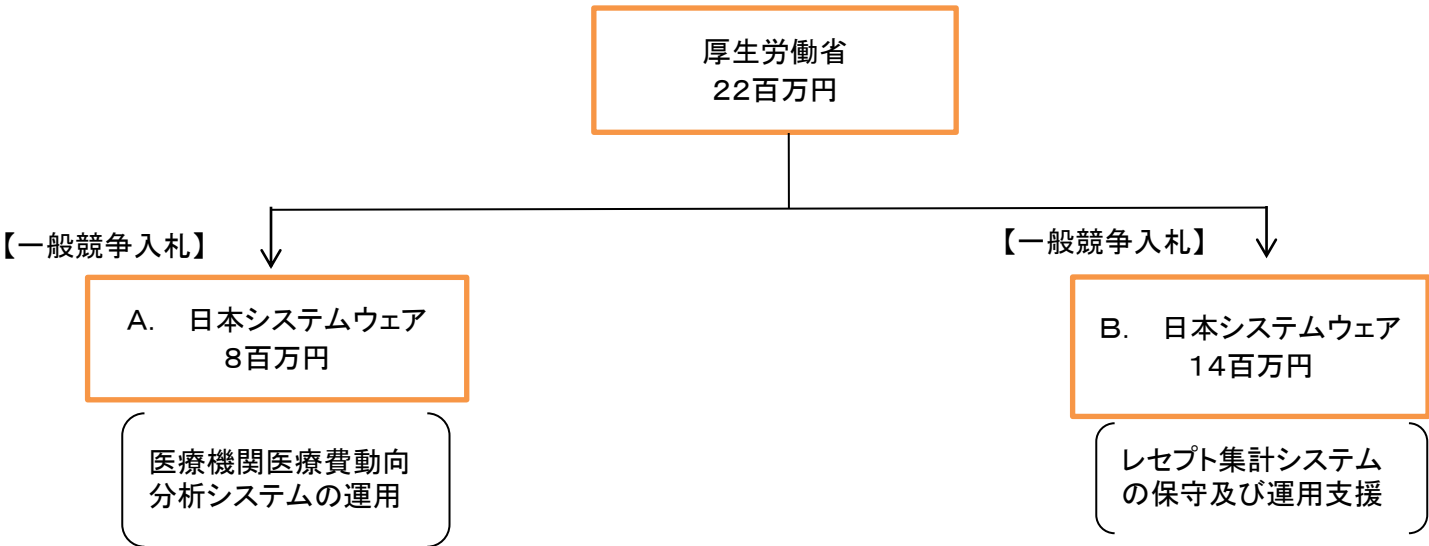 厚生労働省
22百万円
【一般競争入札】
【一般競争入札】
A.　日本システムウェア
8百万円
B.　日本システムウェア
14百万円
医療機関医療費動向
分析システムの運用
レセプト集計システム
の保守及び運用支援